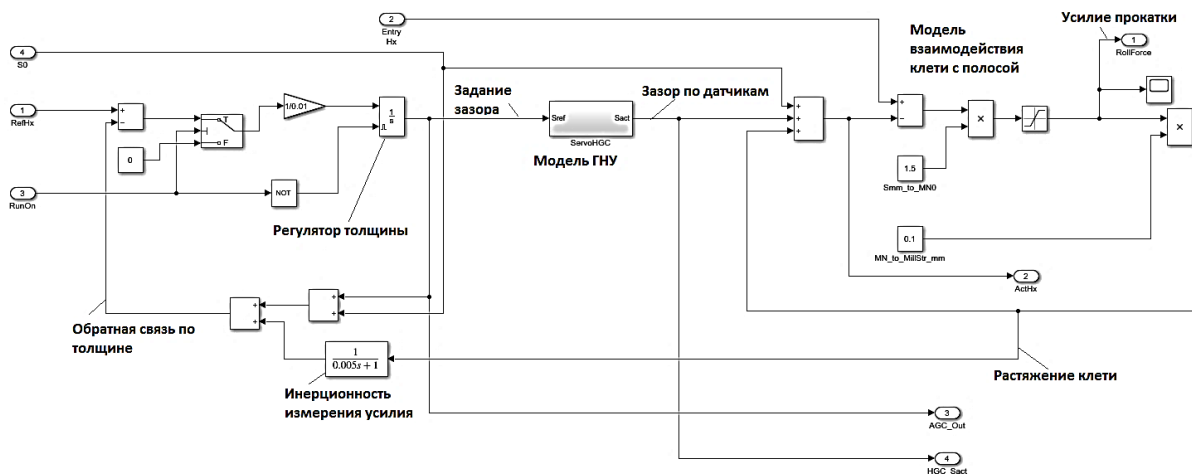 2
Entry
Hx
Усилие прокатки
1
RollForce
Модель
взаимодействия
клети с полосой
4
S0
1
RefHx
+
−
T
F
1/0.01
1
s
Задание
зазора
Sref
Sact
ServoHGC
Модель ГНУ
Зазор по датчикам
+
+
+
+
−
×
×
0
3
RunOn
NOT
Регулятор толщины
1.5
Smm_to_MN0
0.1
MN_to_MillStr_mm
2
ActHx
+
+
+
+
Обратная связь по
толщине
1
0.005s + 1
Инерционность
измерения усилия
Растяжение клети
3
AGC_Out
4
HGC_Sact